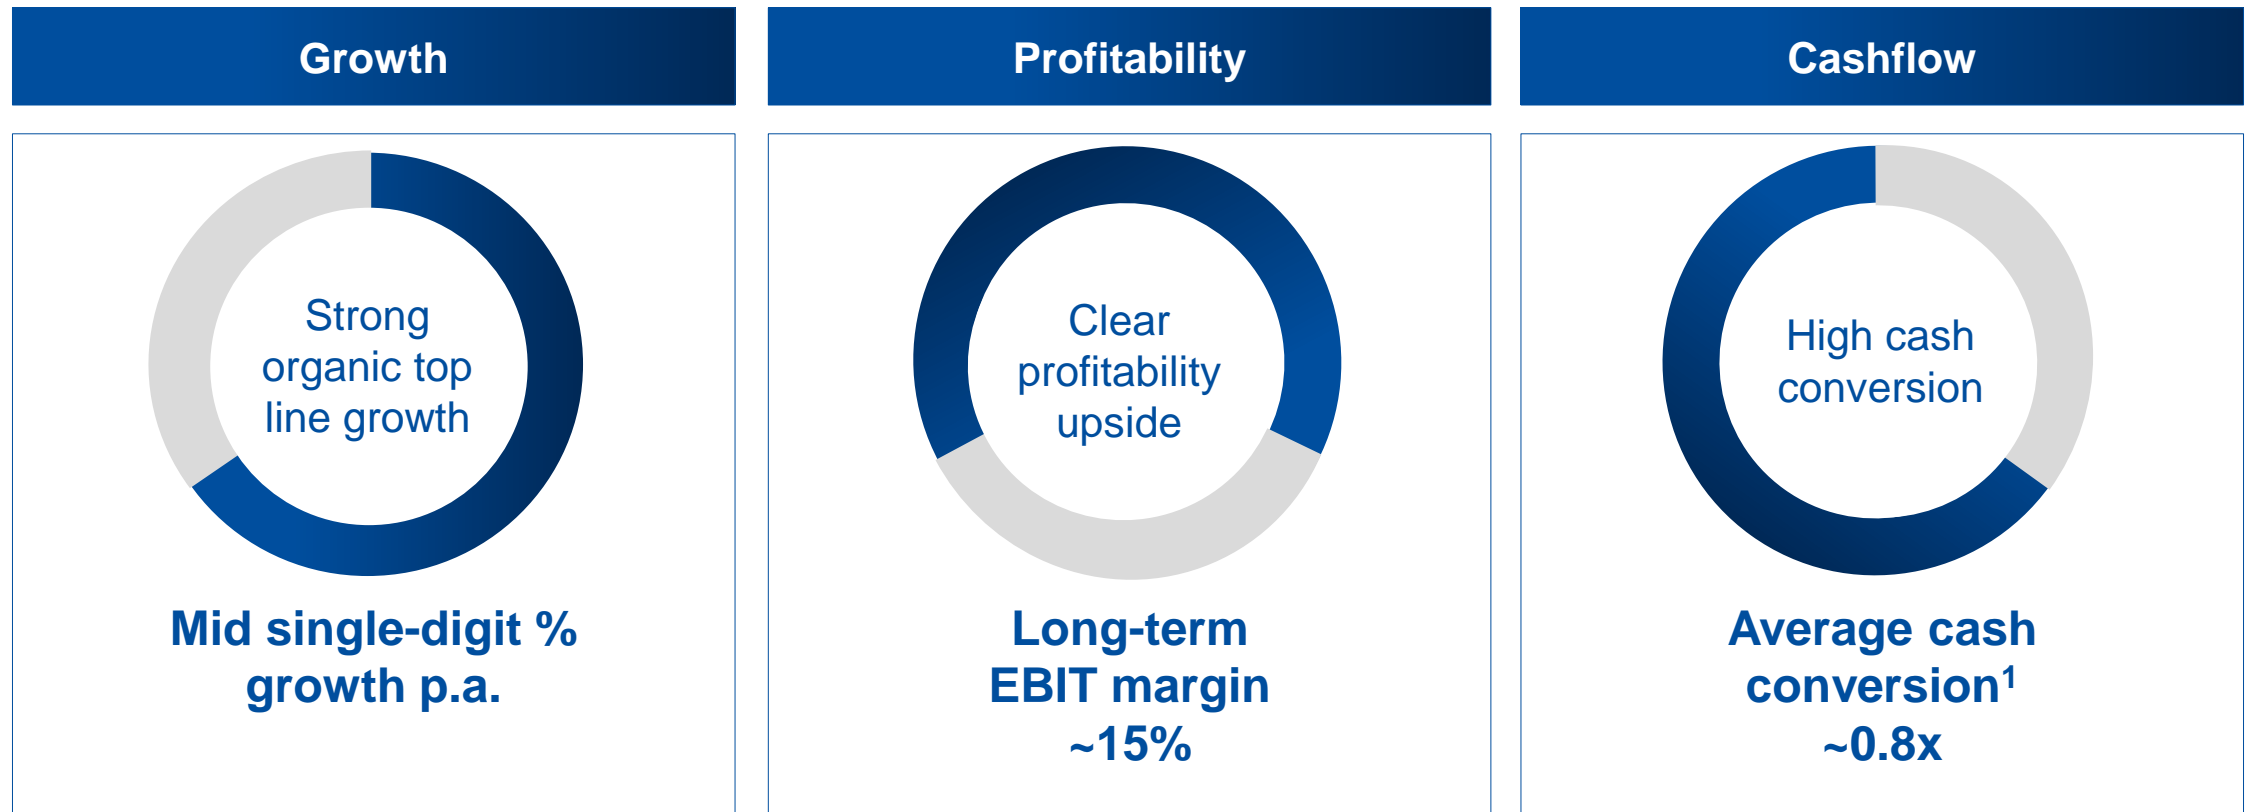 Growth
Strong
organic top
line growth
Mid single-digit %
growth p.a.
Profitability
Clear
profitability
upside
Long-term
EBIT margin
~15%
Cashflow
High cash
conversion
Average cash
conversion¹
~0.8x